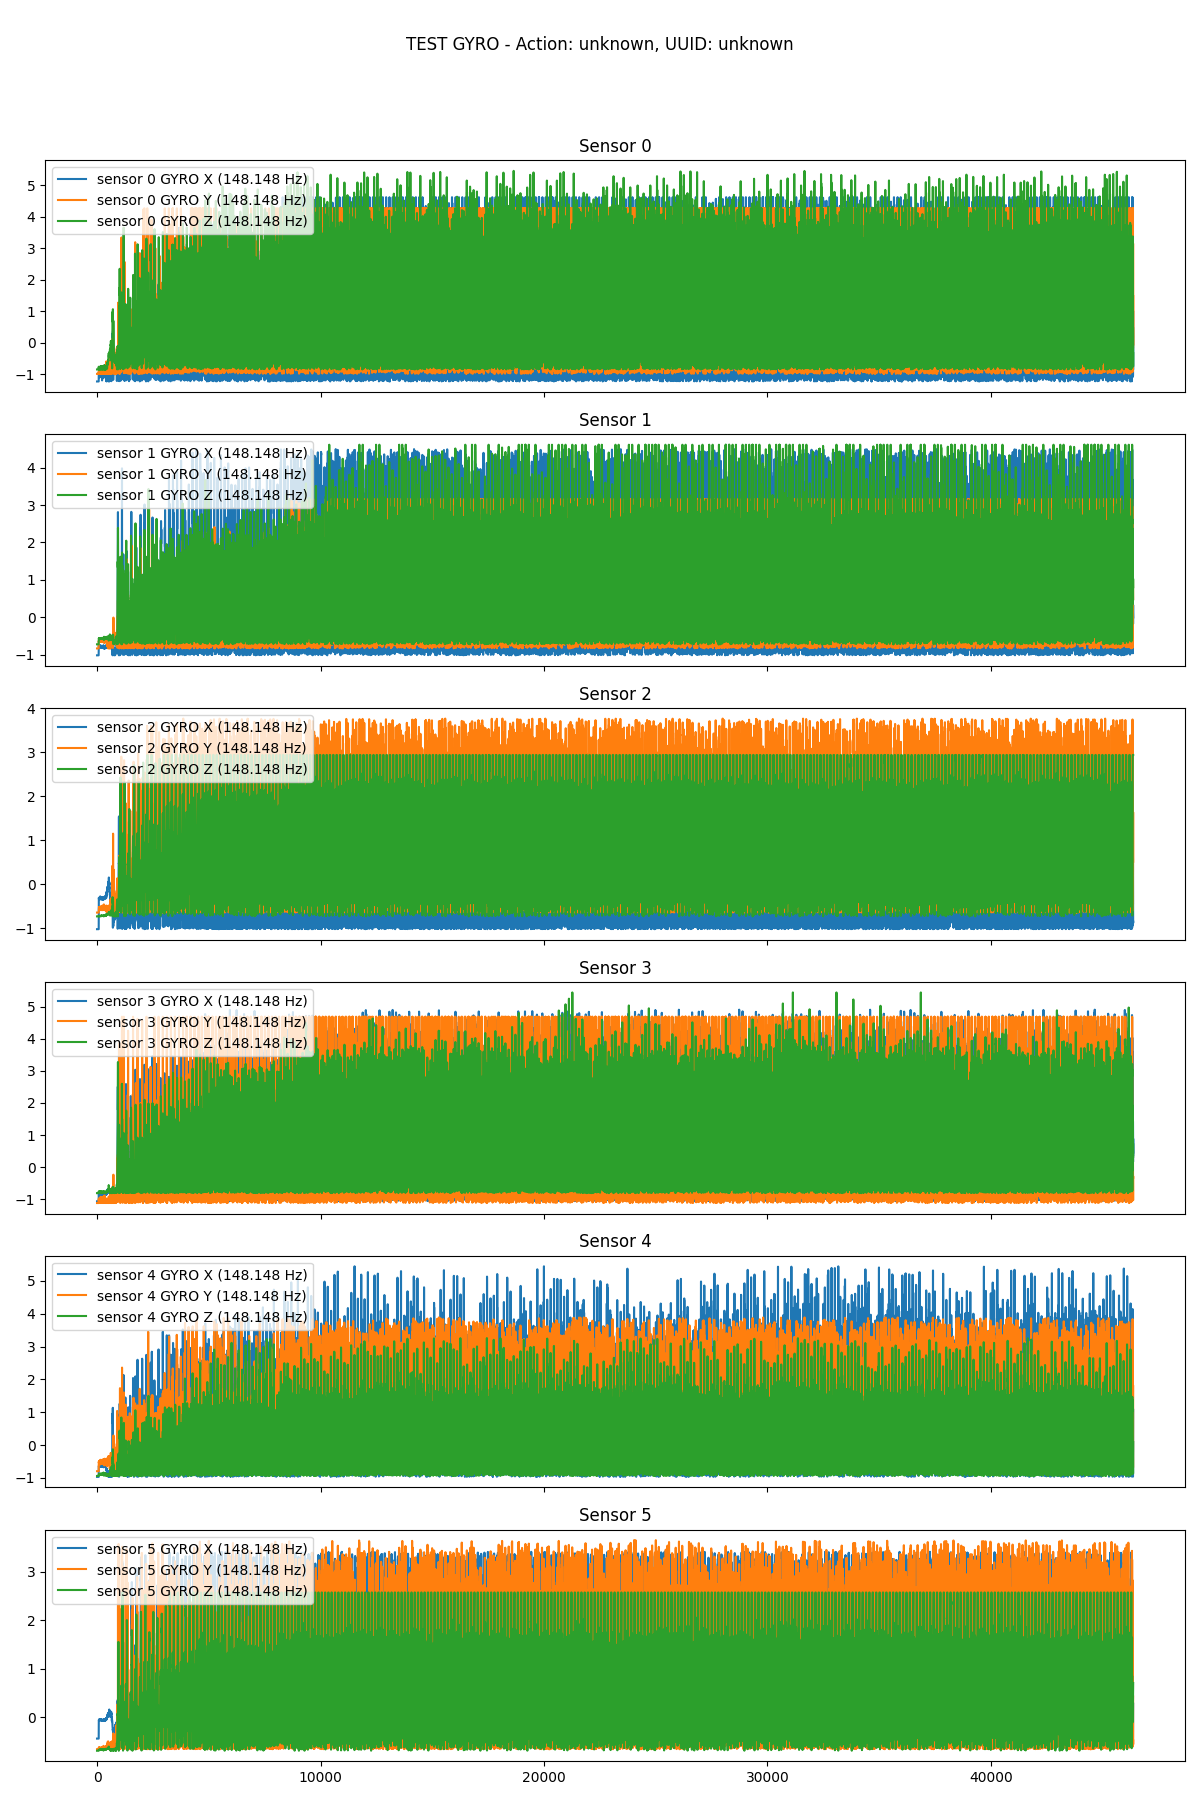 TEST GYRO - Action: unknown, UUID: unknown
Sensor 0
sensor 0 GYRO X (148.148 Hz)
sensor 0 GYRO Y (148.148 Hz)
sensor 0 GYRO Z (148.148 Hz)
5
4
3
2
1
0
−1
Sensor 1
sensor 1 GYRO X (148.148 Hz)
sensor 1 GYRO Y (148.148 Hz)
sensor 1 GYRO Z (148.148 Hz)
4
3
2
1
0
−1
Sensor 2
sensor 2 GYRO X (148.148 Hz)
sensor 2 GYRO Y (148.148 Hz)
sensor 2 GYRO Z (148.148 Hz)
4
3
2
1
0
−1
Sensor 3
sensor 3 GYRO X (148.148 Hz)
sensor 3 GYRO Y (148.148 Hz)
sensor 3 GYRO Z (148.148 Hz)
5
4
3
2
1
0
−1
Sensor 4
sensor 4 GYRO X (148.148 Hz)
sensor 4 GYRO Y (148.148 Hz)
sensor 4 GYRO Z (148.148 Hz)
5
4
3
2
1
0
−1
Sensor 5
sensor 5 GYRO X (148.148 Hz)
sensor 5 GYRO Y (148.148 Hz)
sensor 5 GYRO Z (148.148 Hz)
3
2
1
0
0 10000 20000 30000 40000